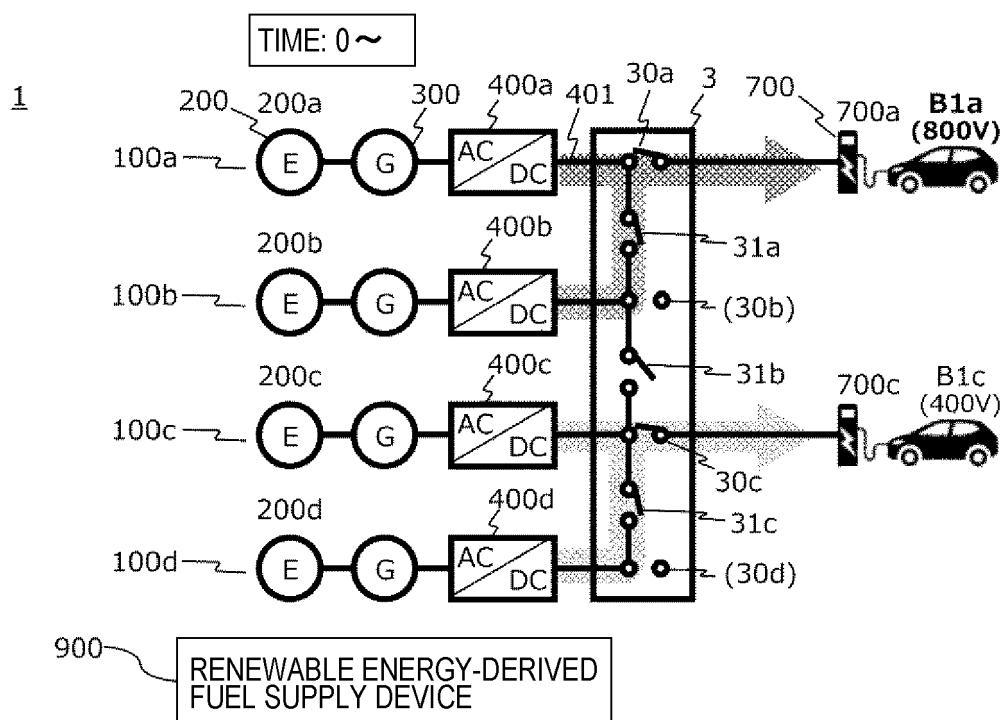 TIME: 0~
1
200
200a
300
400a
401
30a
3
700
700a
B1a
(800V)
100a
E
G
AC
DC
200b
400b
31a
100b
E
G
AC
DC
(30b)
200c
400c
31b
700c
B1c
(400V)
100c
E
G
AC
DC
30c
200d
400d
31c
100d
E
G
AC
DC
(30d)
900
RENEWABLE ENERGY-DERIVED
FUEL SUPPLY DEVICE